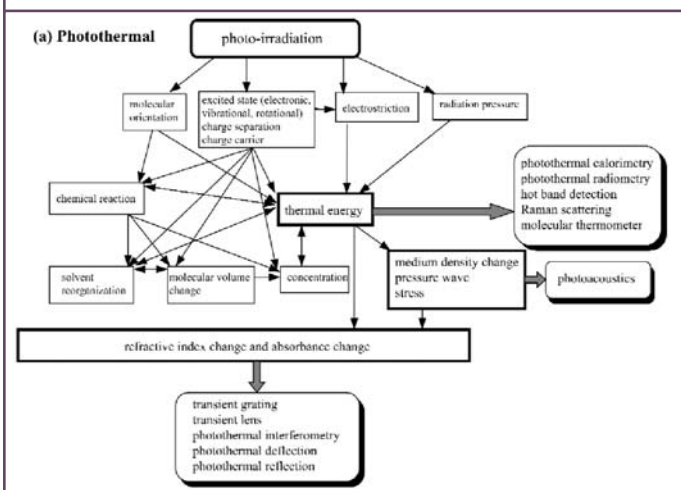 (a) Photothermal
photo-irradiation
molecular
orientation
excited state (electronic,
vibrational, rotational)
charge separation
charge carrier
electrostriction
radiation pressure
chemical reaction
thermal energy
photothermal calorimetry
photothermal radiometry
hot band detection
Raman scattering
molecular thermometer
solvent
reorganization
molecular volume
change
concentration
medium density change
pressure wave
stress
photoacoustics
refractive index change and absorbance change
transient grating
transient lens
photothermal interferometry
photothermal deflection
photothermal reflection